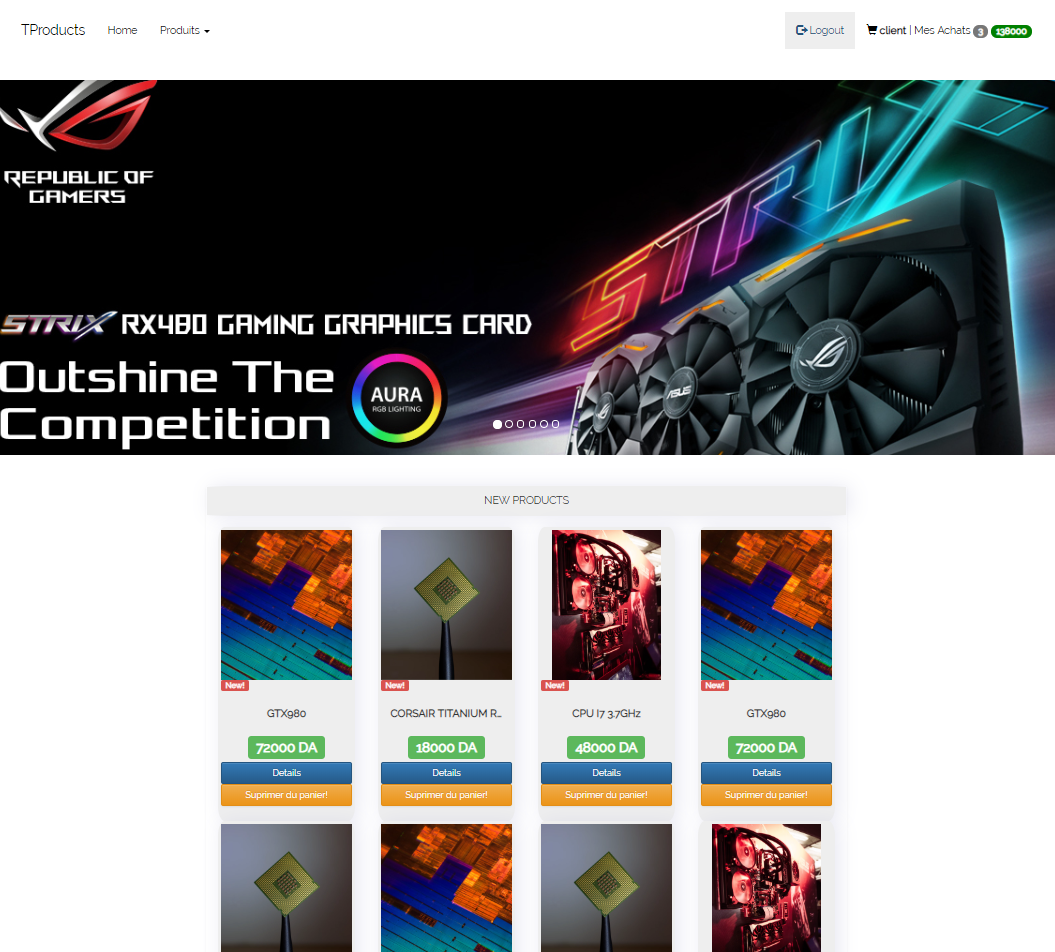 TProducts Home Produits Logout client | Mes Achats 3 138000
REPUBLIC OF
GAMERS
STRIX
STRIX RX480 GAMING GRAPHICS CARD
Outshine The
Competition
AURA
RGB LIGHTING
ASUS
NEW PRODUCTS
New! New! New! New!
GTX980 CORSAIR TITANIUM R... CPU I7 3.7GHz GTX980
72000 DA 18000 DA 48000 DA 72000 DA
Details Details Details Details
Suprimer du panier! Suprimer du panier! Suprimer du panier! Suprimer du panier!